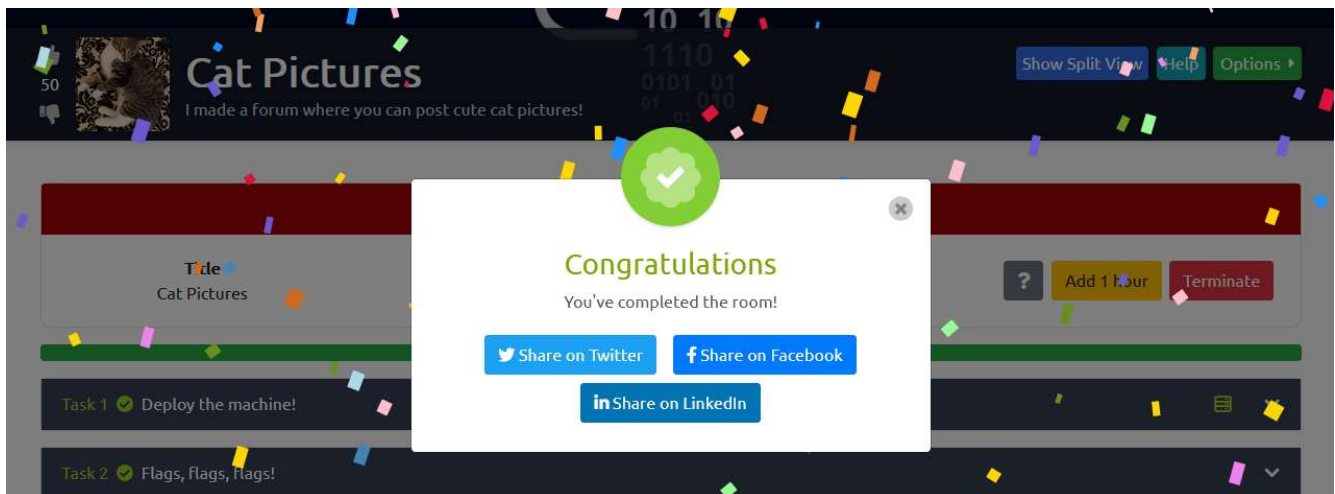 10 10
1110
0101 01
01 010
01
50
Cat Pictures
I made a forum where you can post cute cat pictures!
Show Split View
Help
Options
Congratulations
You've completed the room!
Title
Cat Pictures
?
Add 1 hour
Terminate
Share on Twitter
Share on Facebook
in Share on LinkedIn
Task 1 Deploy the machine!
Task 2 Flags, flags, flags!